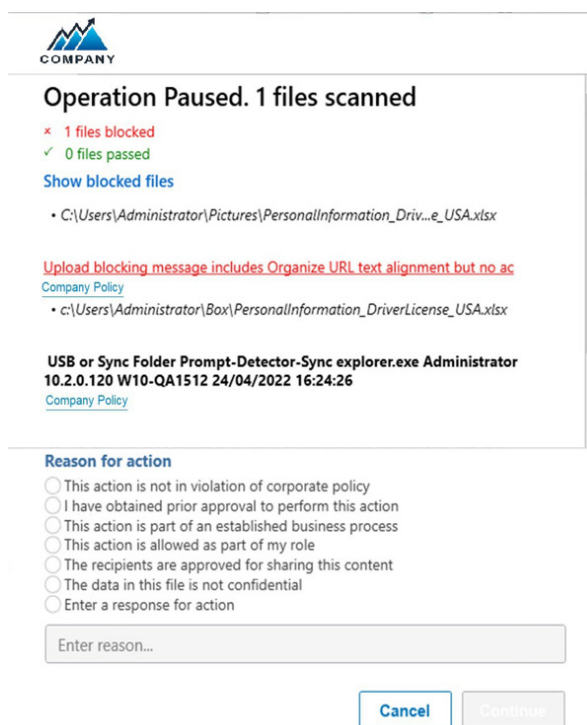 COMPANY
Operation Paused. 1 files scanned
× 1 files blocked
✓ 0 files passed
Show blocked files
• C:\Users\Administrator\Pictures\PersonalInformation_Driv...e_USA.xlsx
Upload blocking message includes Organize URL text alignment but no ac
Company Policy
• c:\Users\Administrator\Box\PersonalInformation_DriverLicense_USA.xlsx
USB or Sync Folder Prompt-Detector-Sync explorer.exe Administrator
10.2.0.120 W10-QA1512 24/04/2022 16:24:26
Company Policy
Reason for action
This action is not in violation of corporate policy
I have obtained prior approval to perform this action
This action is part of an established business process
This action is allowed as part of my role
The recipients are approved for sharing this content
The data in this file is not confidential
Enter a response for action
Enter reason...
Cancel Continue